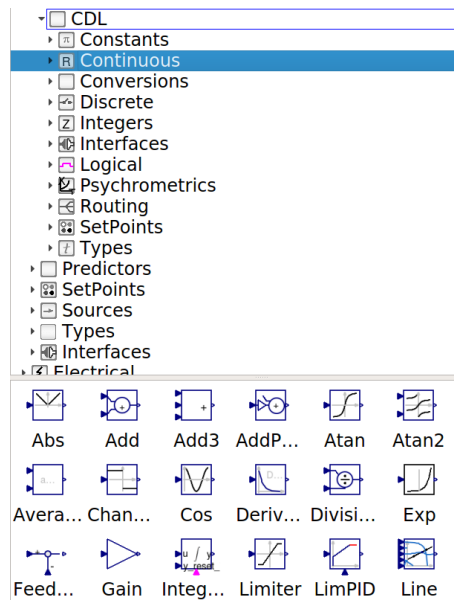 CDL
π Constants
R Continuous
Conversions
Discrete
Z Integers
Interfaces
Logical
Psychrometrics
Routing
SetPoints
t Types
Predictors
SetPoints
Sources
Types
Interfaces
Electrical
Abs Add Add3 AddP... Atan Atan2
a...
Avera... Chan... Cos Deriv... Divisi... Exp
D...
Feed... Gain Integ... Limiter LimPID Line
u ∫ y
y_reset_